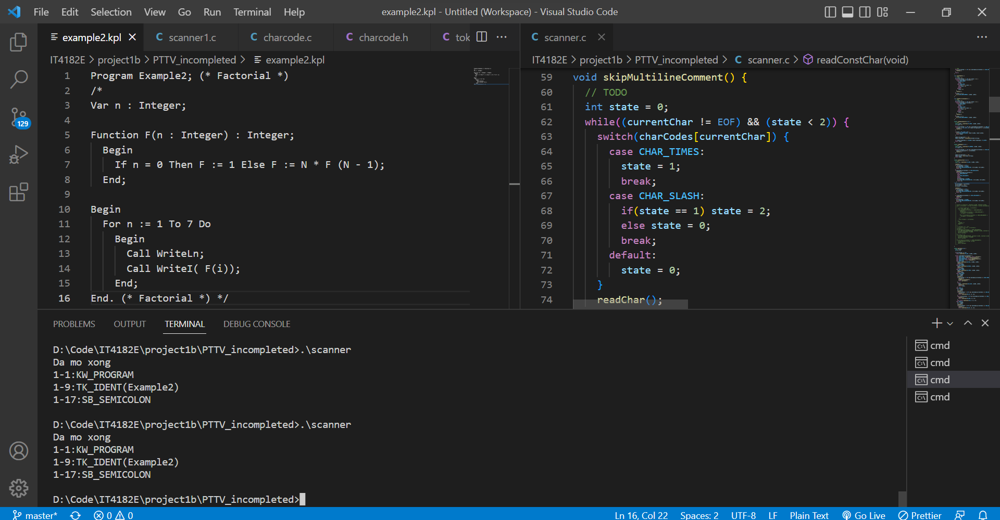 File Edit Selection View Go Run Terminal Help
example2.kpl - Untitled (Workspace) - Visual Studio Code
example2.kpl
scanner1.c
charcode.c
charcode.h
tok
IT4182E > project1b > PTTV_incompleted > example2.kpl
1 Program Example2; (* Factorial *)
2 /*
3 Var n : Integer;
4
5 Function F(n : Integer) : Integer;
6 Begin
7 If n = 0 Then F := 1 Else F := N * F (N - 1);
8 End;
9
10 Begin
11 For n := 1 To 7 Do
12 Begin
13 Call WriteLn;
14 Call WriteI( F(i));
15 End;
16 End. (* Factorial *) */
scanner.c
IT4182E > project1b > PTTV_incompleted > scanner.c > readConstChar(void)
59 void skipMultilineComment() {
60 // TODO
61 int state = 0;
62 while((currentChar != EOF) && (state < 2)) {
63 switch(charCodes[currentChar]) {
64 case CHAR_TIMES:
65 state = 1;
66 break;
67 case CHAR_SLASH:
68 if(state == 1) state = 2;
69 else state = 0;
70 break;
71 default:
72 state = 0;
73 }
74 readChar();
129
PROBLEMS OUTPUT TERMINAL DEBUG CONSOLE
D:\Code\IT4182E\project1b\PTTV_incompleted>.\scanner
Da mo xong
1-1:KW_PROGRAM
1-9:TK_IDENT(Example2)
1-17:SB_SEMICOLON
D:\Code\IT4182E\project1b\PTTV_incompleted>.\scanner
Da mo xong
1-1:KW_PROGRAM
1-9:TK_IDENT(Example2)
1-17:SB_SEMICOLON
D:\Code\IT4182E\project1b\PTTV_incompleted>
cmd
cmd
cmd
cmd
master* 0 0 Ln 16, Col 22 Spaces: 2 UTF-8 LF Plain Text Go Live Prettier